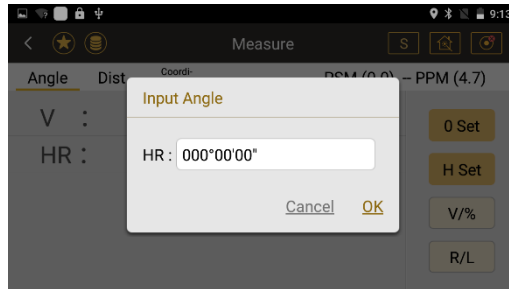 9:13
Measure
S
Angle Dist Coordi- PSM (0.0) -- PPM (4.7)
Input Angle
V :
0 Set
HR :
HR : 000°00'00"
H Set
Cancel OK
V/%
R/L